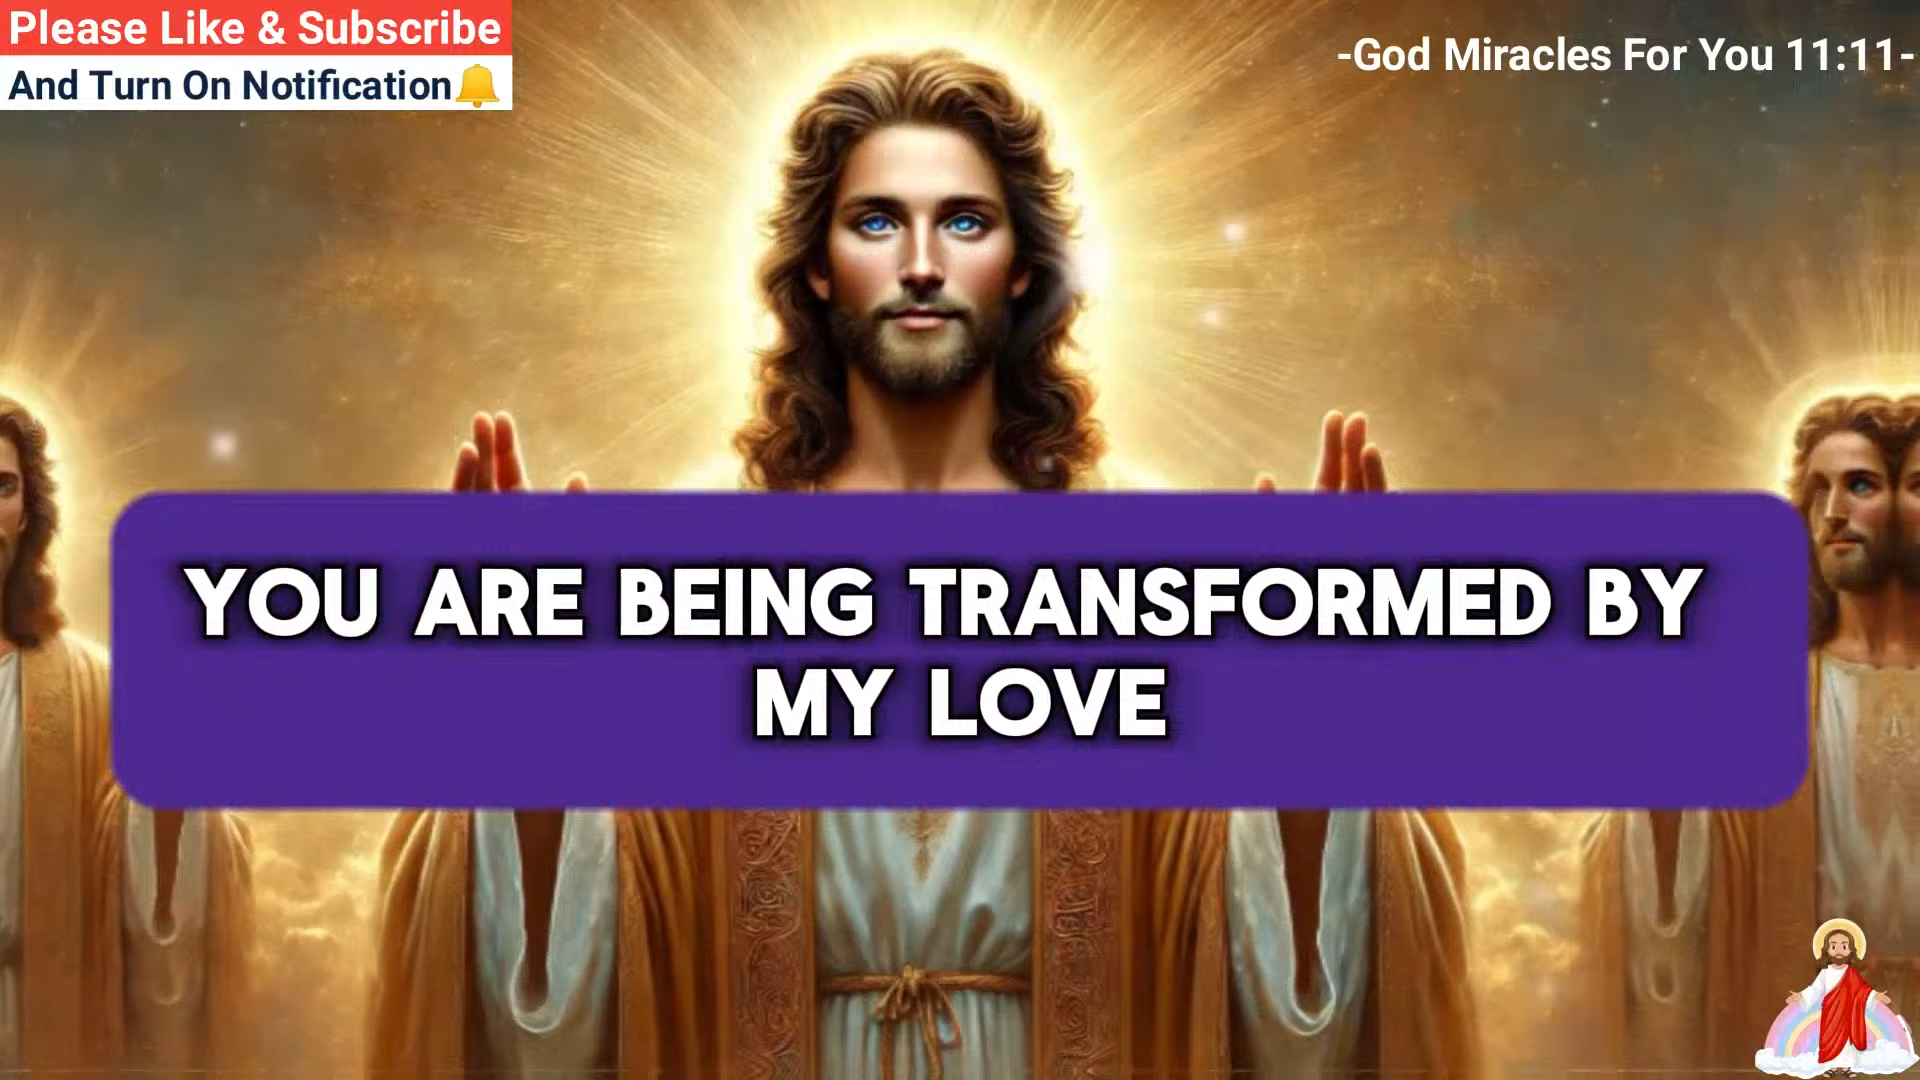 Please Like & Subscribe
And Turn On Notification🔔
-God Miracles For You 11:11-
YOU ARE BEING TRANSFORMED BY
MY LOVE